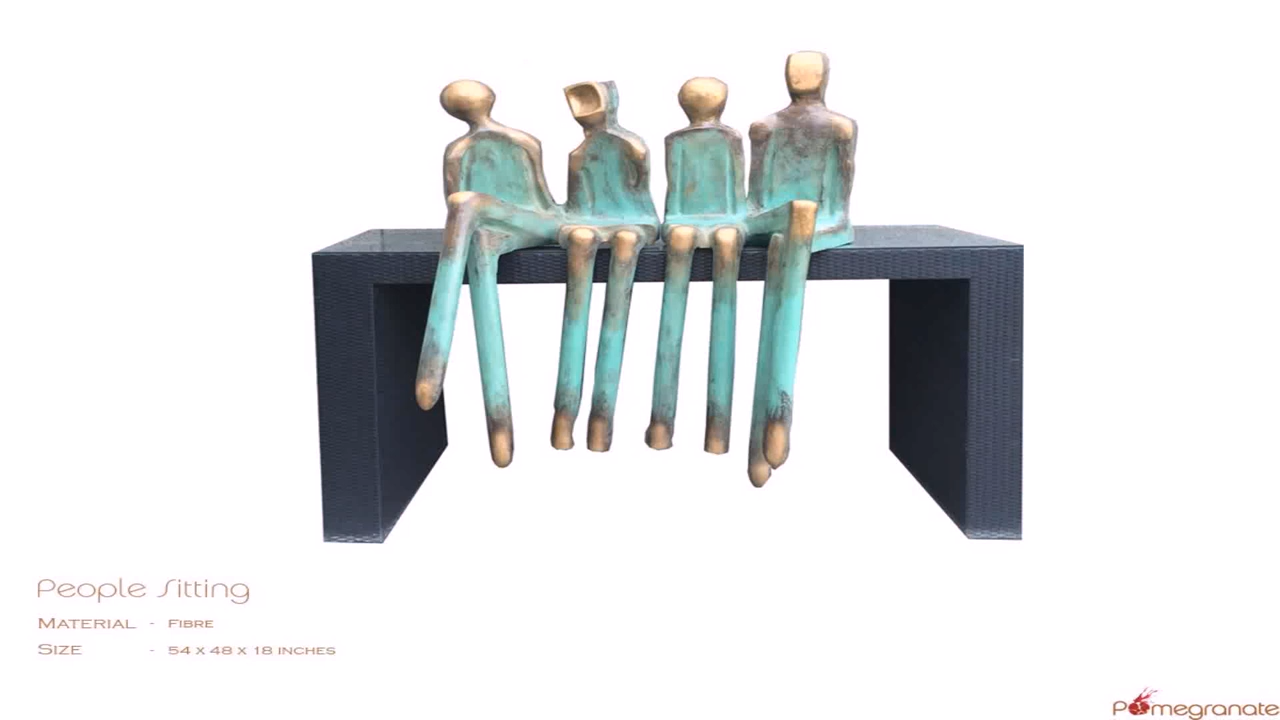 People Sitting
MATERIAL - FIBRE
SIZE - 54 X 48 X 18 INCHES
Pomegranate